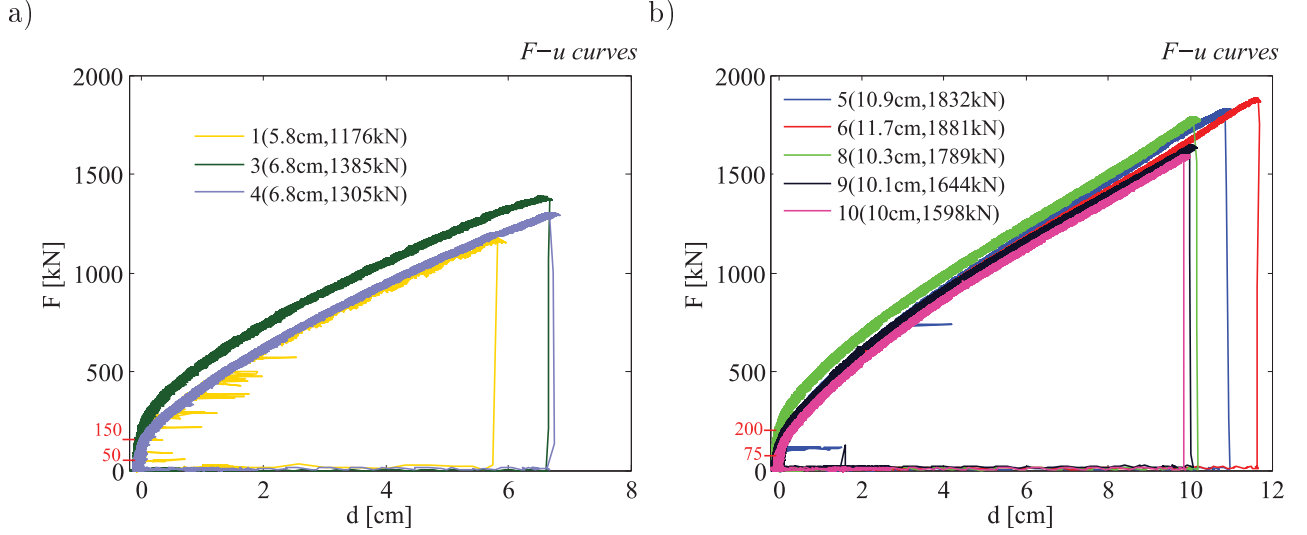 a)
F−u curves
2000
1500
1000
500
0
150
50
F [kN]
1(5.8cm,1176kN)
3(6.8cm,1385kN)
4(6.8cm,1305kN)
0 2 4 6 8
d [cm]
b)
F−u curves
2000
1500
1000
500
0
200
75
F [kN]
5(10.9cm,1832kN)
6(11.7cm,1881kN)
8(10.3cm,1789kN)
9(10.1cm,1644kN)
10(10cm,1598kN)
0 2 4 6 8 10 12
d [cm]